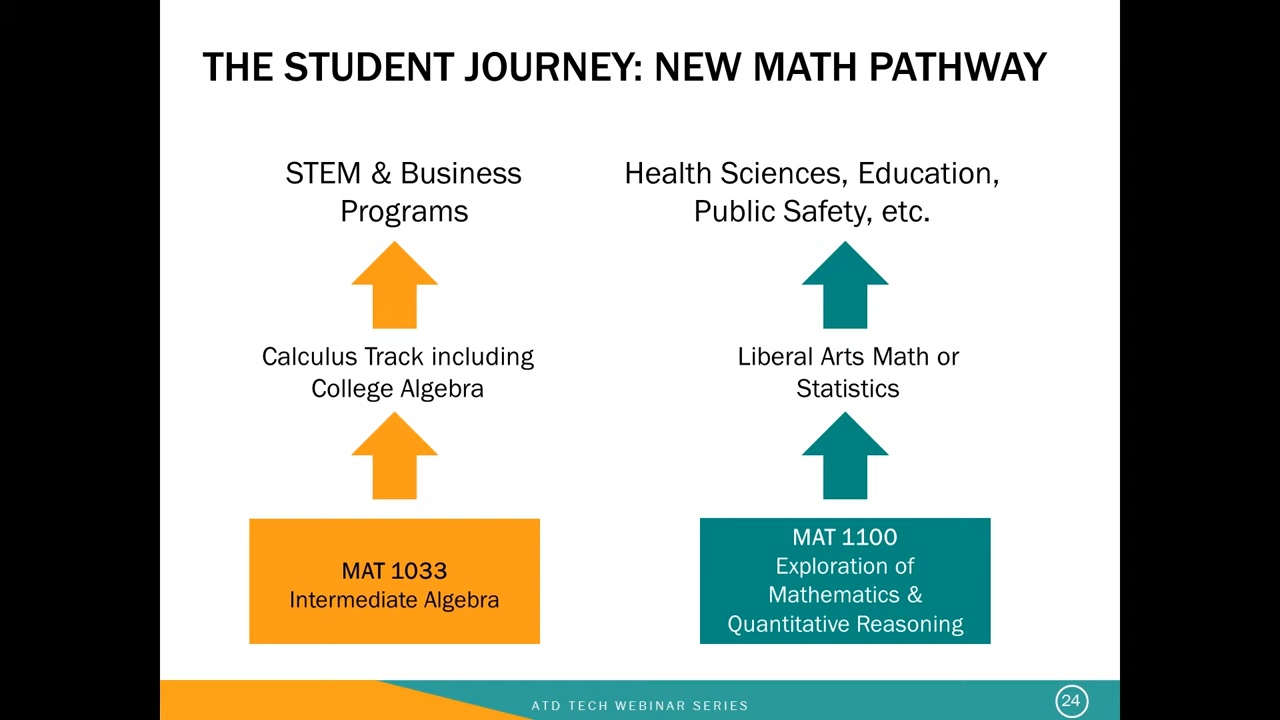 THE STUDENT JOURNEY: NEW MATH PATHWAY
STEM & Business
Programs
Health Sciences, Education,
Public Safety, etc.
Calculus Track including
College Algebra
Liberal Arts Math or
Statistics
MAT 1033
Intermediate Algebra
MAT 1100
Exploration of
Mathematics &
Quantitative Reasoning
ATD TECH WEBINAR SERIES
24